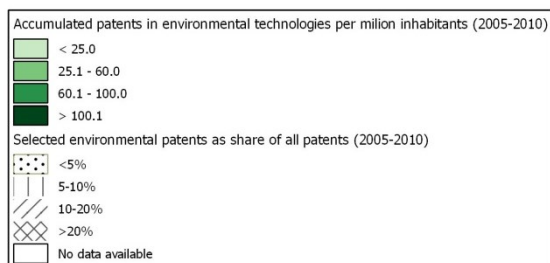 Accumulated patents in environmental technologies per milion inhabitants (2005-2010)
< 25.0
25.1 - 60.0
60.1 - 100.0
> 100.1
Selected environmental patents as share of all patents (2005-2010)
<5%
5-10%
10-20%
>20%
No data available